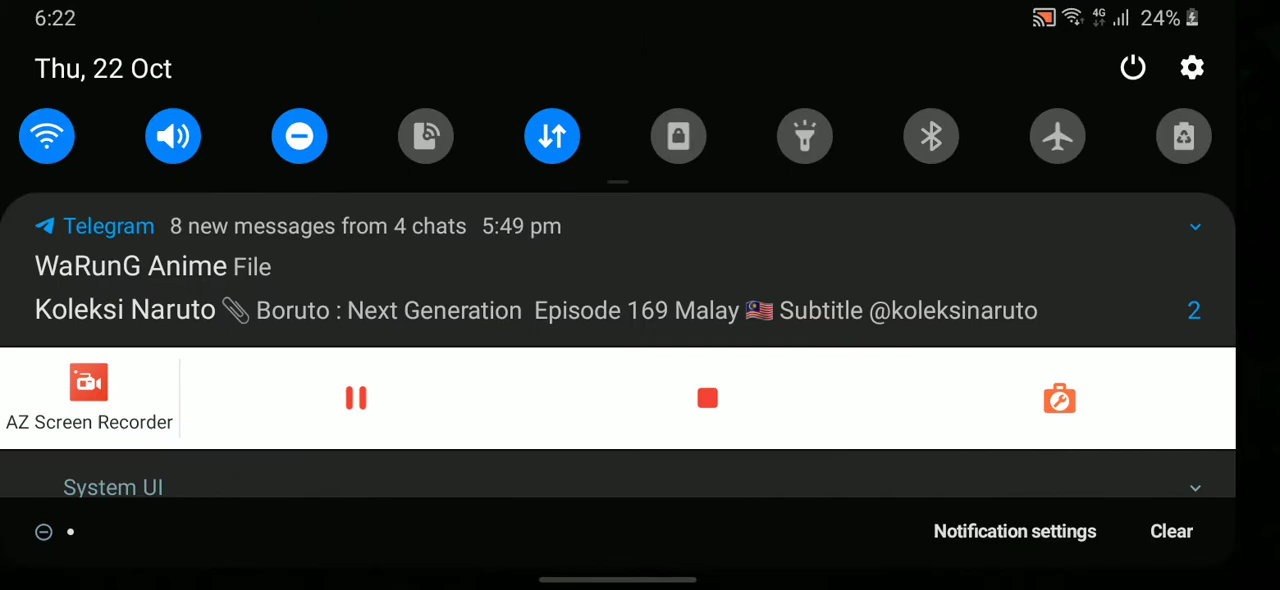 6:22
4G 24%
Thu, 22 Oct
Telegram 8 new messages from 4 chats 5:49 pm
WaRunG Anime File
Koleksi Naruto 📎 Boruto : Next Generation Episode 169 Malay 🇲🇾 Subtitle @koleksinaruto 2
AZ Screen Recorder
System UI
Notification settings Clear